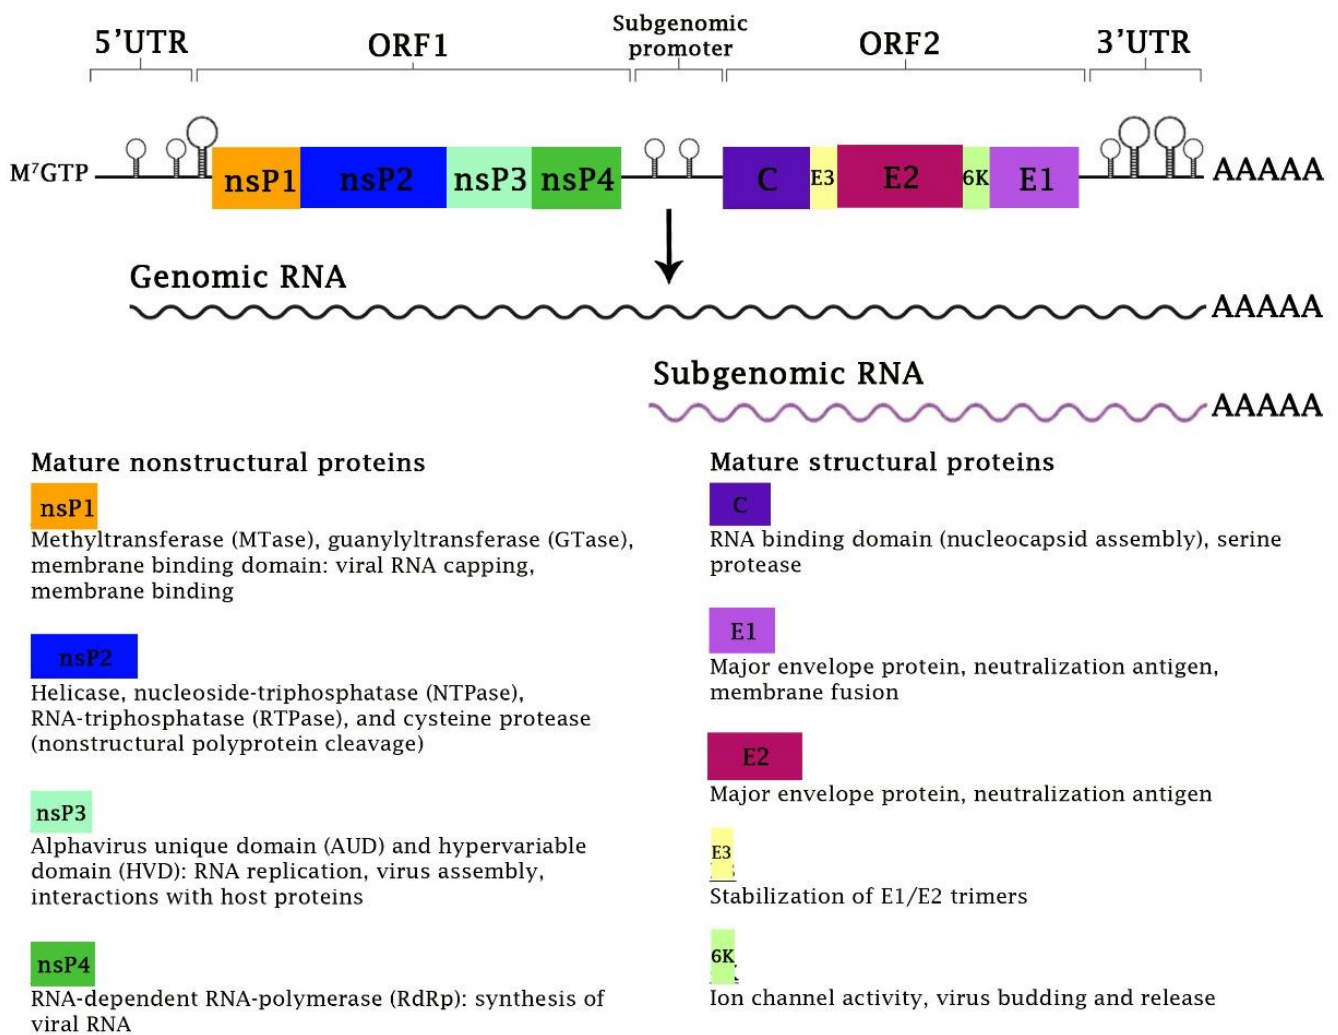 5’UTR
ORF1
Subgenomic
promoter
ORF2
3’UTR
M⁷GTP
nsP1
nsP2
nsP3
nsP4
C
E3
E2
6K
E1
AAAAA
Genomic RNA
AAAAA
Subgenomic RNA
AAAAA
Mature nonstructural proteins
nsP1
Methyltransferase (MTase), guanylyltransferase (GTase),
membrane binding domain: viral RNA capping,
membrane binding
nsP2
Helicase, nucleoside-triphosphatase (NTPase),
RNA-triphosphatase (RTPase), and cysteine protease
(nonstructural polyprotein cleavage)
nsP3
Alphavirus unique domain (AUD) and hypervariable
domain (HVD): RNA replication, virus assembly,
interactions with host proteins
nsP4
RNA-dependent RNA-polymerase (RdRp): synthesis of
viral RNA
Mature structural proteins
C
RNA binding domain (nucleocapsid assembly), serine
protease
E1
Major envelope protein, neutralization antigen,
membrane fusion
E2
Major envelope protein, neutralization antigen
E3
Stabilization of E1/E2 trimers
6K
Ion channel activity, virus budding and release